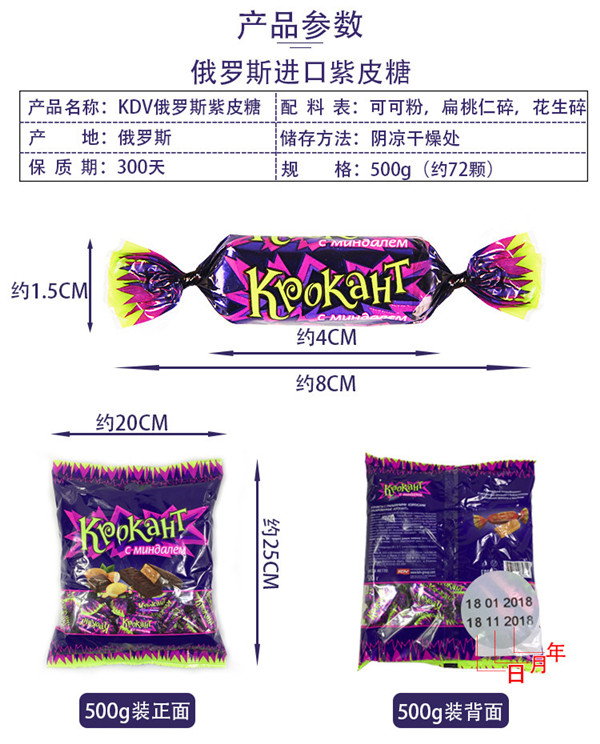 产品参数
俄罗斯进口紫皮糖
产品名称：KDV俄罗斯紫皮糖
配 料 表：可可粉，扁桃仁碎，花生碎
产　　地：俄罗斯
储存方法：阴凉干燥处
保 质 期：300天
规　　格：500g（约72颗）
с миндалем
约1.5CM
КРОКАНТ
с миндалем
约4CM
约8CM
约20CM
КРОКАНТ
с миндалем
约25CM
КРОКАНТ
с миндалем
18 01 2018
18 11 2018
日
月
年
500g装正面
500g装背面